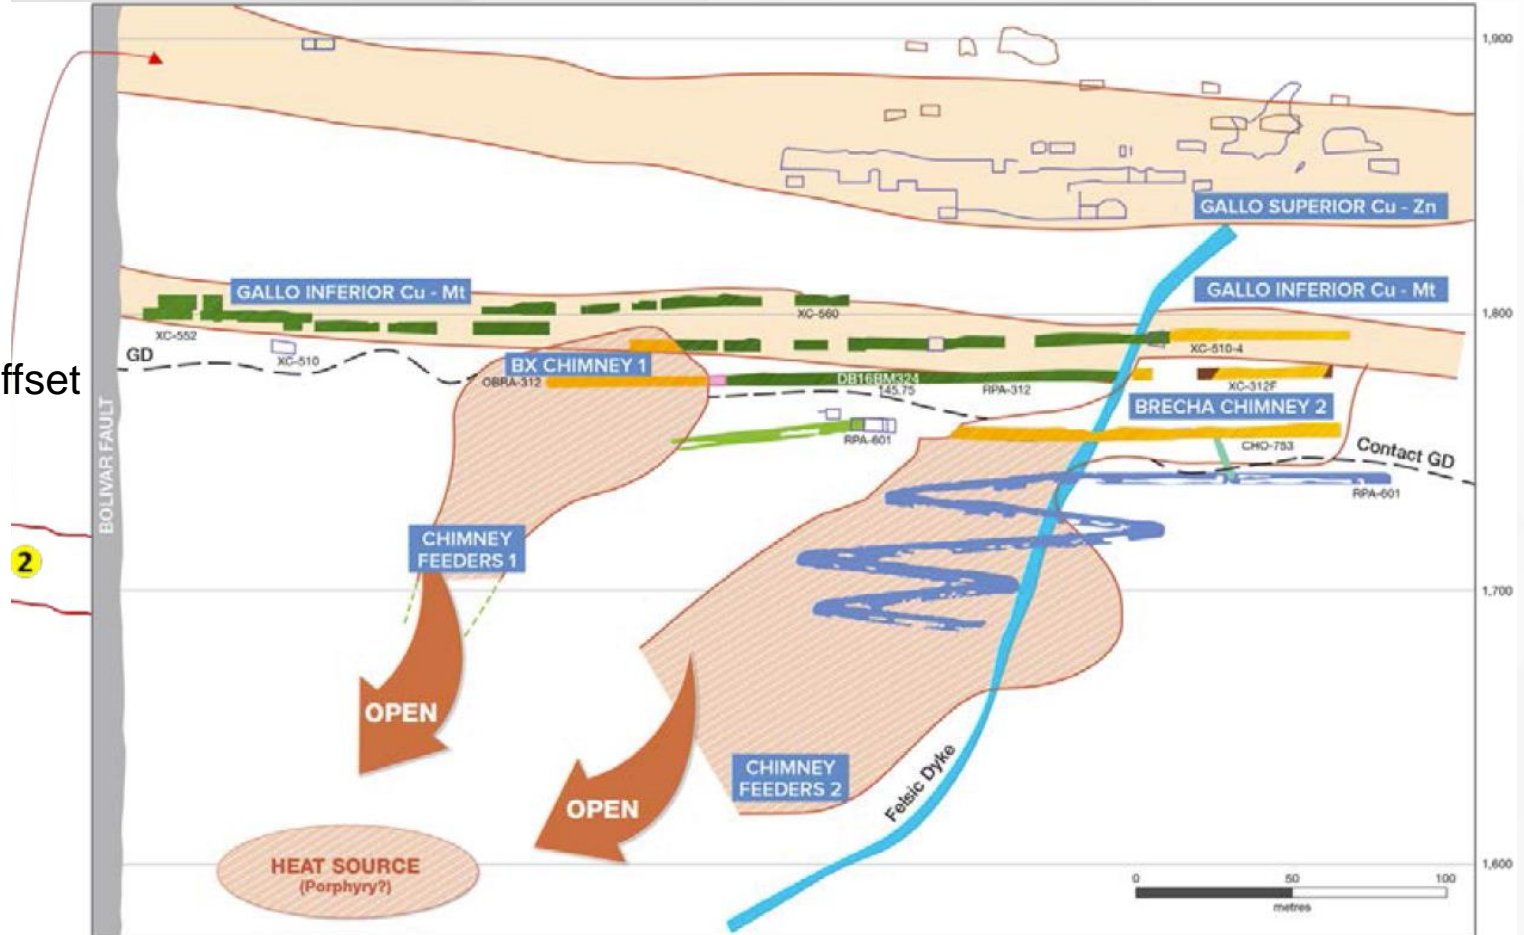 1,900
GALLO SUPERIOR Cu - Zn
GALLO INFERIOR Cu - Mt
GALLO INFERIOR Cu - Mt
1,800
XC-560
XC-552
XC-510
XC-510-4
GD
BX CHIMNEY 1
OBRA-312
DB16BM324
145.75
RPA-312
XC-312F
ffset
BRECHA CHIMNEY 2
RPA-601
CHO-753
Contact GD
RPA-601
BOLIVAR FAULT
CHIMNEY
FEEDERS 1
2
1,700
OPEN
CHIMNEY
FEEDERS 2
Felsic Dyke
OPEN
HEAT SOURCE
(Porphyry?)
1,600
0 50 100
metres